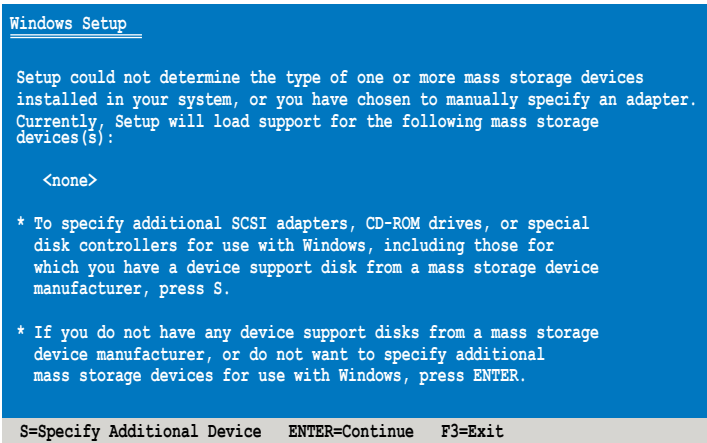 Windows Setup
Setup could not determine the type of one or more mass storage devices
installed in your system, or you have chosen to manually specify an adapter.
Currently, Setup will load support for the following mass storage
devices(s):
<none>
* To specify additional SCSI adapters, CD-ROM drives, or special
disk controllers for use with Windows, including those for
which you have a device support disk from a mass storage device
manufacturer, press S.
* If you do not have any device support disks from a mass storage
device manufacturer, or do not want to specify additional
mass storage devices for use with Windows, press ENTER.
S=Specify Additional Device ENTER=Continue F3=Exit